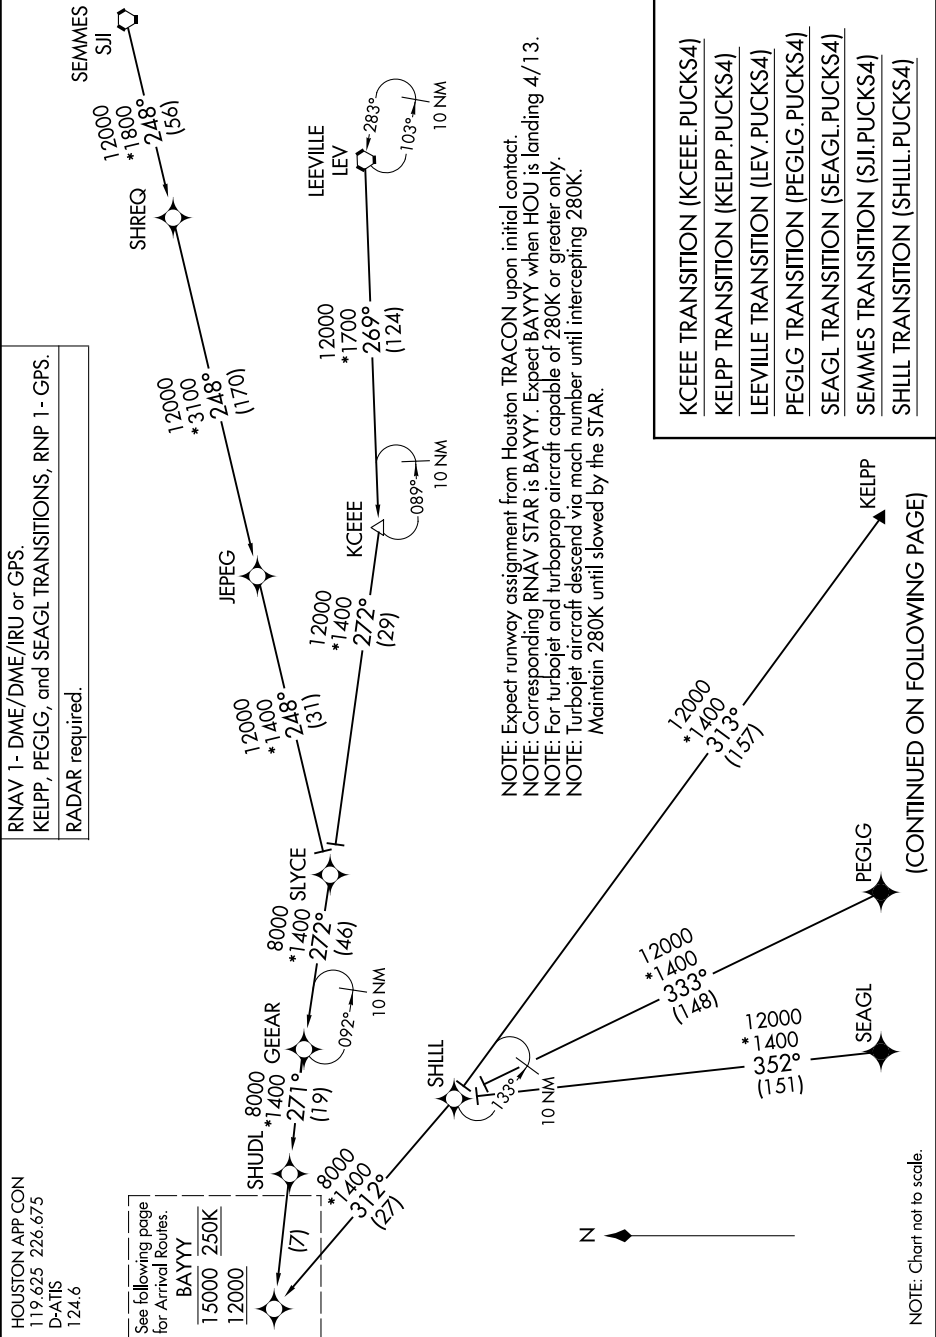 HOUSTON APP CON
119.625 226.675
D-ATIS
124.6
RNAV 1- DME/DME/IRU or GPS.
KELPP, PEGLG, and SEAGL TRANSITIONS, RNP 1- GPS.
RADAR required.
SEMMES
SJI
12000
*1800
248°
(56)
SHREQ
12000
*3100
248°
(170)
JEPEG
12000
*1400
248°
(31)
LEEVILLE
LEV
283°
103°
10 NM
12000
*1700
269°
(124)
KCEEE
089°
10 NM
12000
*1400
272°
(29)
SLYCE
8000
*1400
272°
(46)
GEEAR
092°
10 NM
8000
*1400
271°
(19)
SHUDL
(7)
See following page
for Arrival Routes.
BAYYY
15000 250K
12000
NOTE: Expect runway assignment from Houston TRACON upon initial contact.
NOTE: Corresponding RNAV STAR is BAYYY. Expect BAYYY when HOU is landing 4/13.
NOTE: For turbojet and turboprop aircraft capable of 280K or greater only.
NOTE: Turbojet aircraft descend via mach number until intercepting 280K.
Maintain 280K until slowed by the STAR.
SHLLL
133°
10 NM
8000
*1400
312°
(27)
12000
*1400
313°
(157)
KELPP
12000
*1400
333°
(148)
PEGLG
12000
*1400
352°
(151)
SEAGL
N
KCEEE TRANSITION (KCEEE.PUCKS4)
KELPP TRANSITION (KELPP.PUCKS4)
LEEVILLE TRANSITION (LEV.PUCKS4)
PEGLG TRANSITION (PEGLG.PUCKS4)
SEAGL TRANSITION (SEAGL.PUCKS4)
SEMMES TRANSITION (SJI.PUCKS4)
SHLLL TRANSITION (SHLLL.PUCKS4)
(CONTINUED ON FOLLOWING PAGE)
NOTE: Chart not to scale.